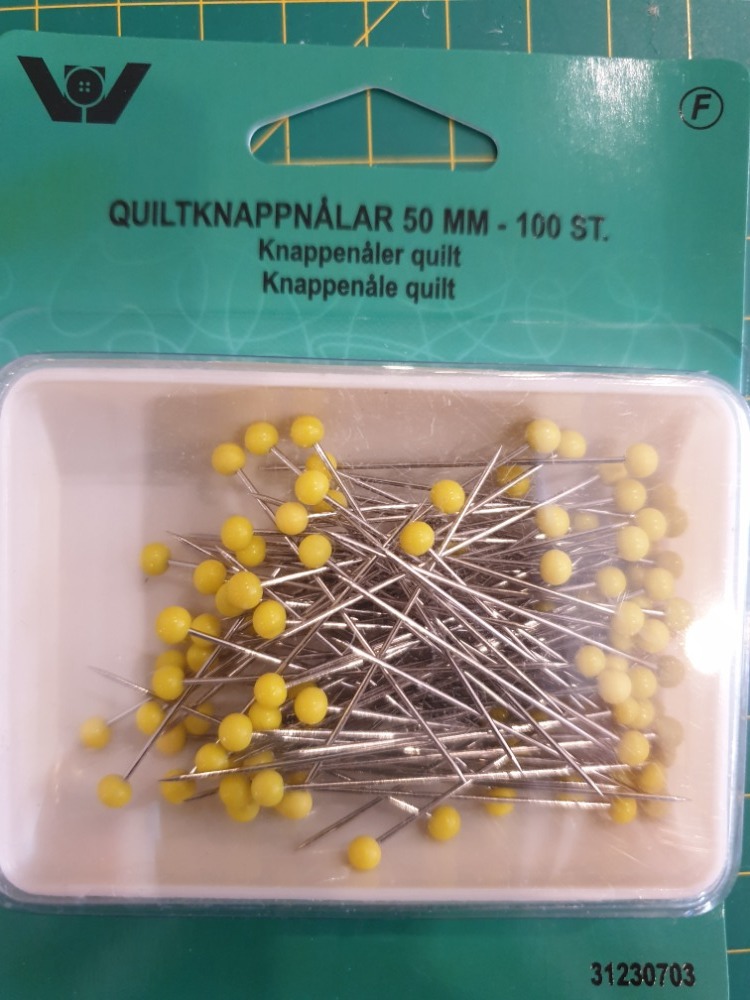 F
QUILTKNAPPNÅLAR 50 MM - 100 ST.
Knappenåler quilt
Knappenåle quilt
31230703